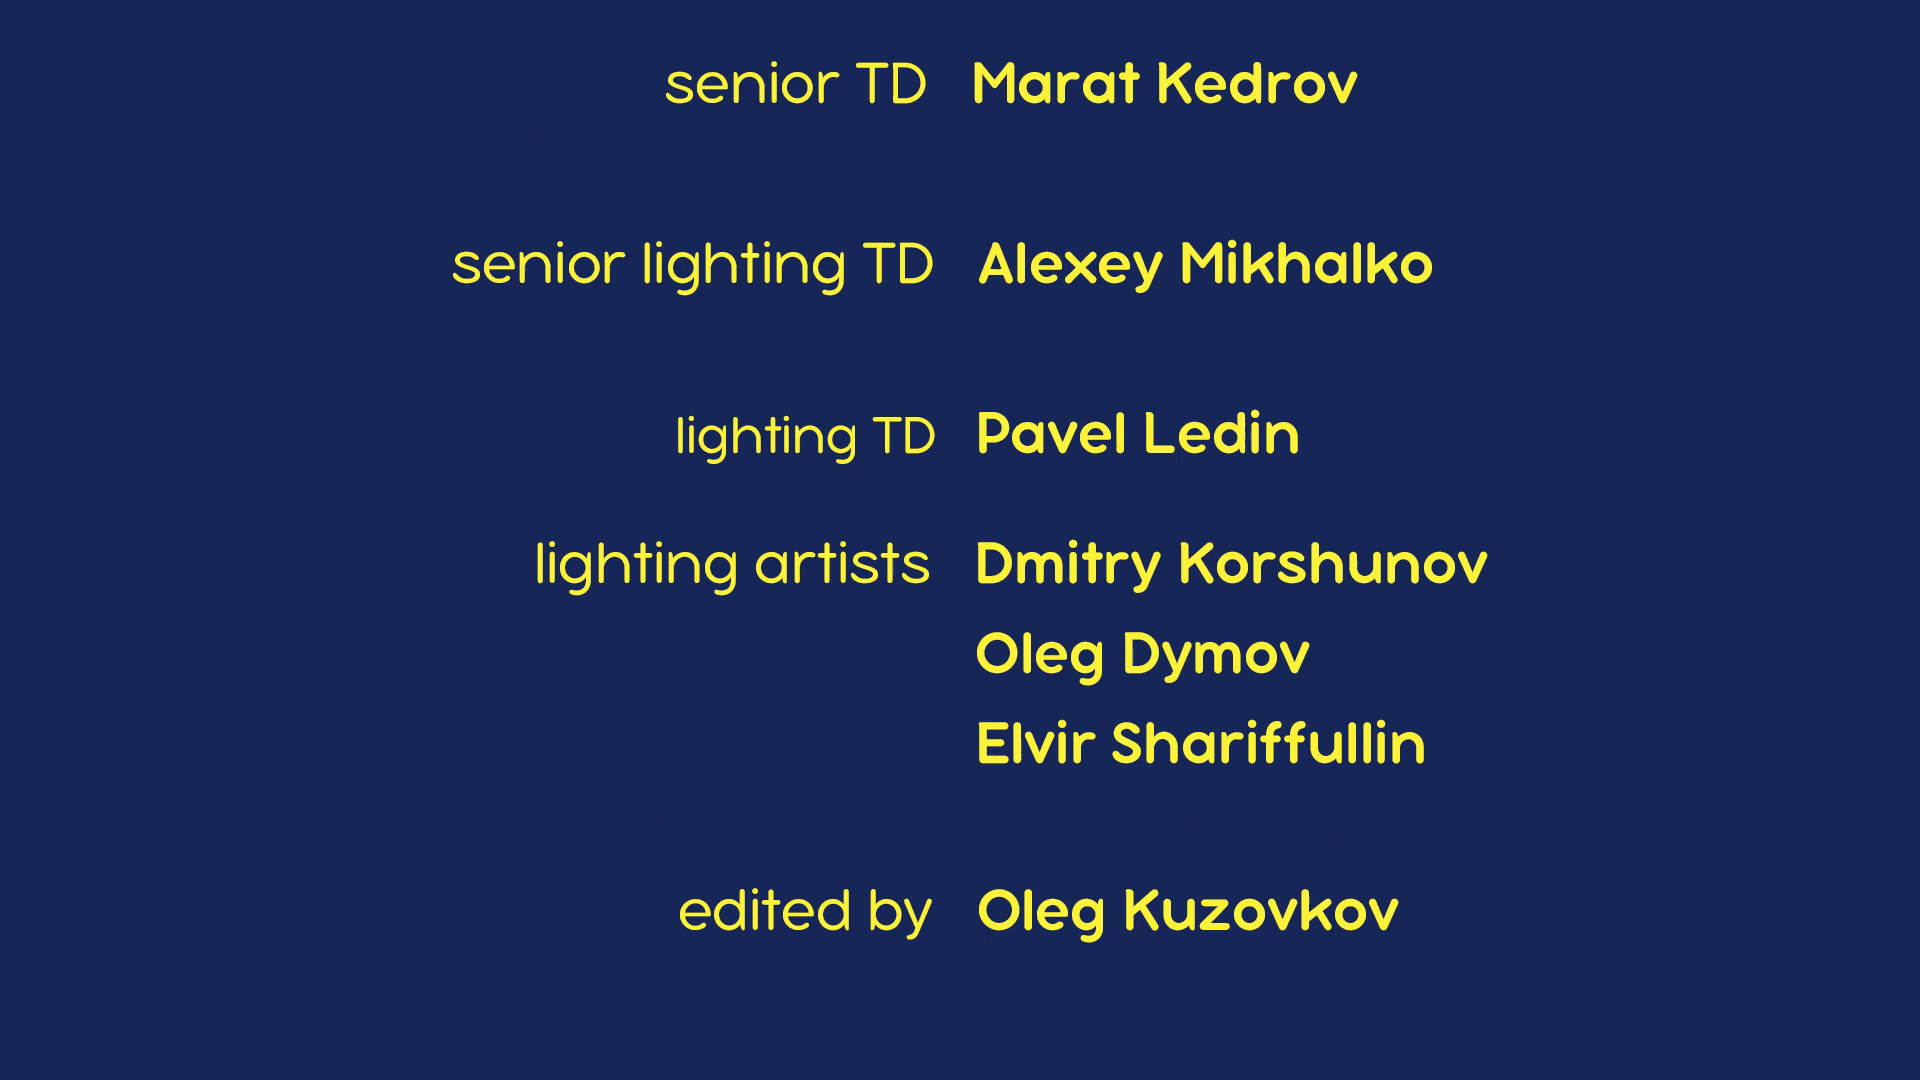 senior TD Marat Kedrov
senior lighting TD Alexey Mikhalko
lighting TD Pavel Ledin
lighting artists Dmitry Korshunov
Oleg Dymov
Elvir Shariffullin
edited by Oleg Kuzovkov